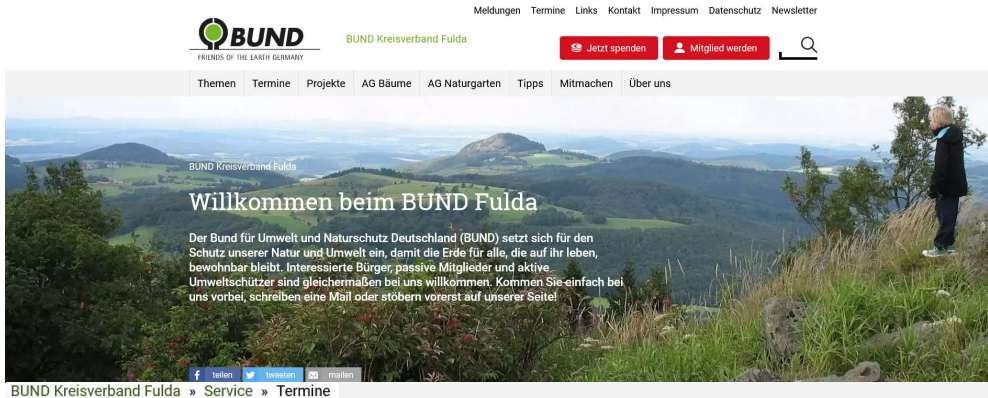 Meldungen Termine Links Kontakt Impressum Datenschutz Newsletter
BUND
FRIENDS OF THE EARTH GERMANY
BUND Kreisverband Fulda
Jetzt spenden
Mitglied werden
Themen Termine Projekte AG Bäume AG Naturgarten Tipps Mitmachen Über uns
BUND Kreisverband Fulda
Willkommen beim BUND Fulda
Der Bund für Umwelt und Naturschutz Deutschland (BUND) setzt sich für den
Schutz unserer Natur und Umwelt ein, damit die Erde für alle, die auf ihr leben,
bewohnbar bleibt. Interessierte Bürger, passive Mitglieder und aktive
Umweltschützer sind gleichermaßen bei uns willkommen. Kommen Sie einfach bei
uns vorbei, schreiben eine Mail oder stöbern vorerst auf unserer Seite!
teilen tweeten mailen
BUND Kreisverband Fulda » Service » Termine